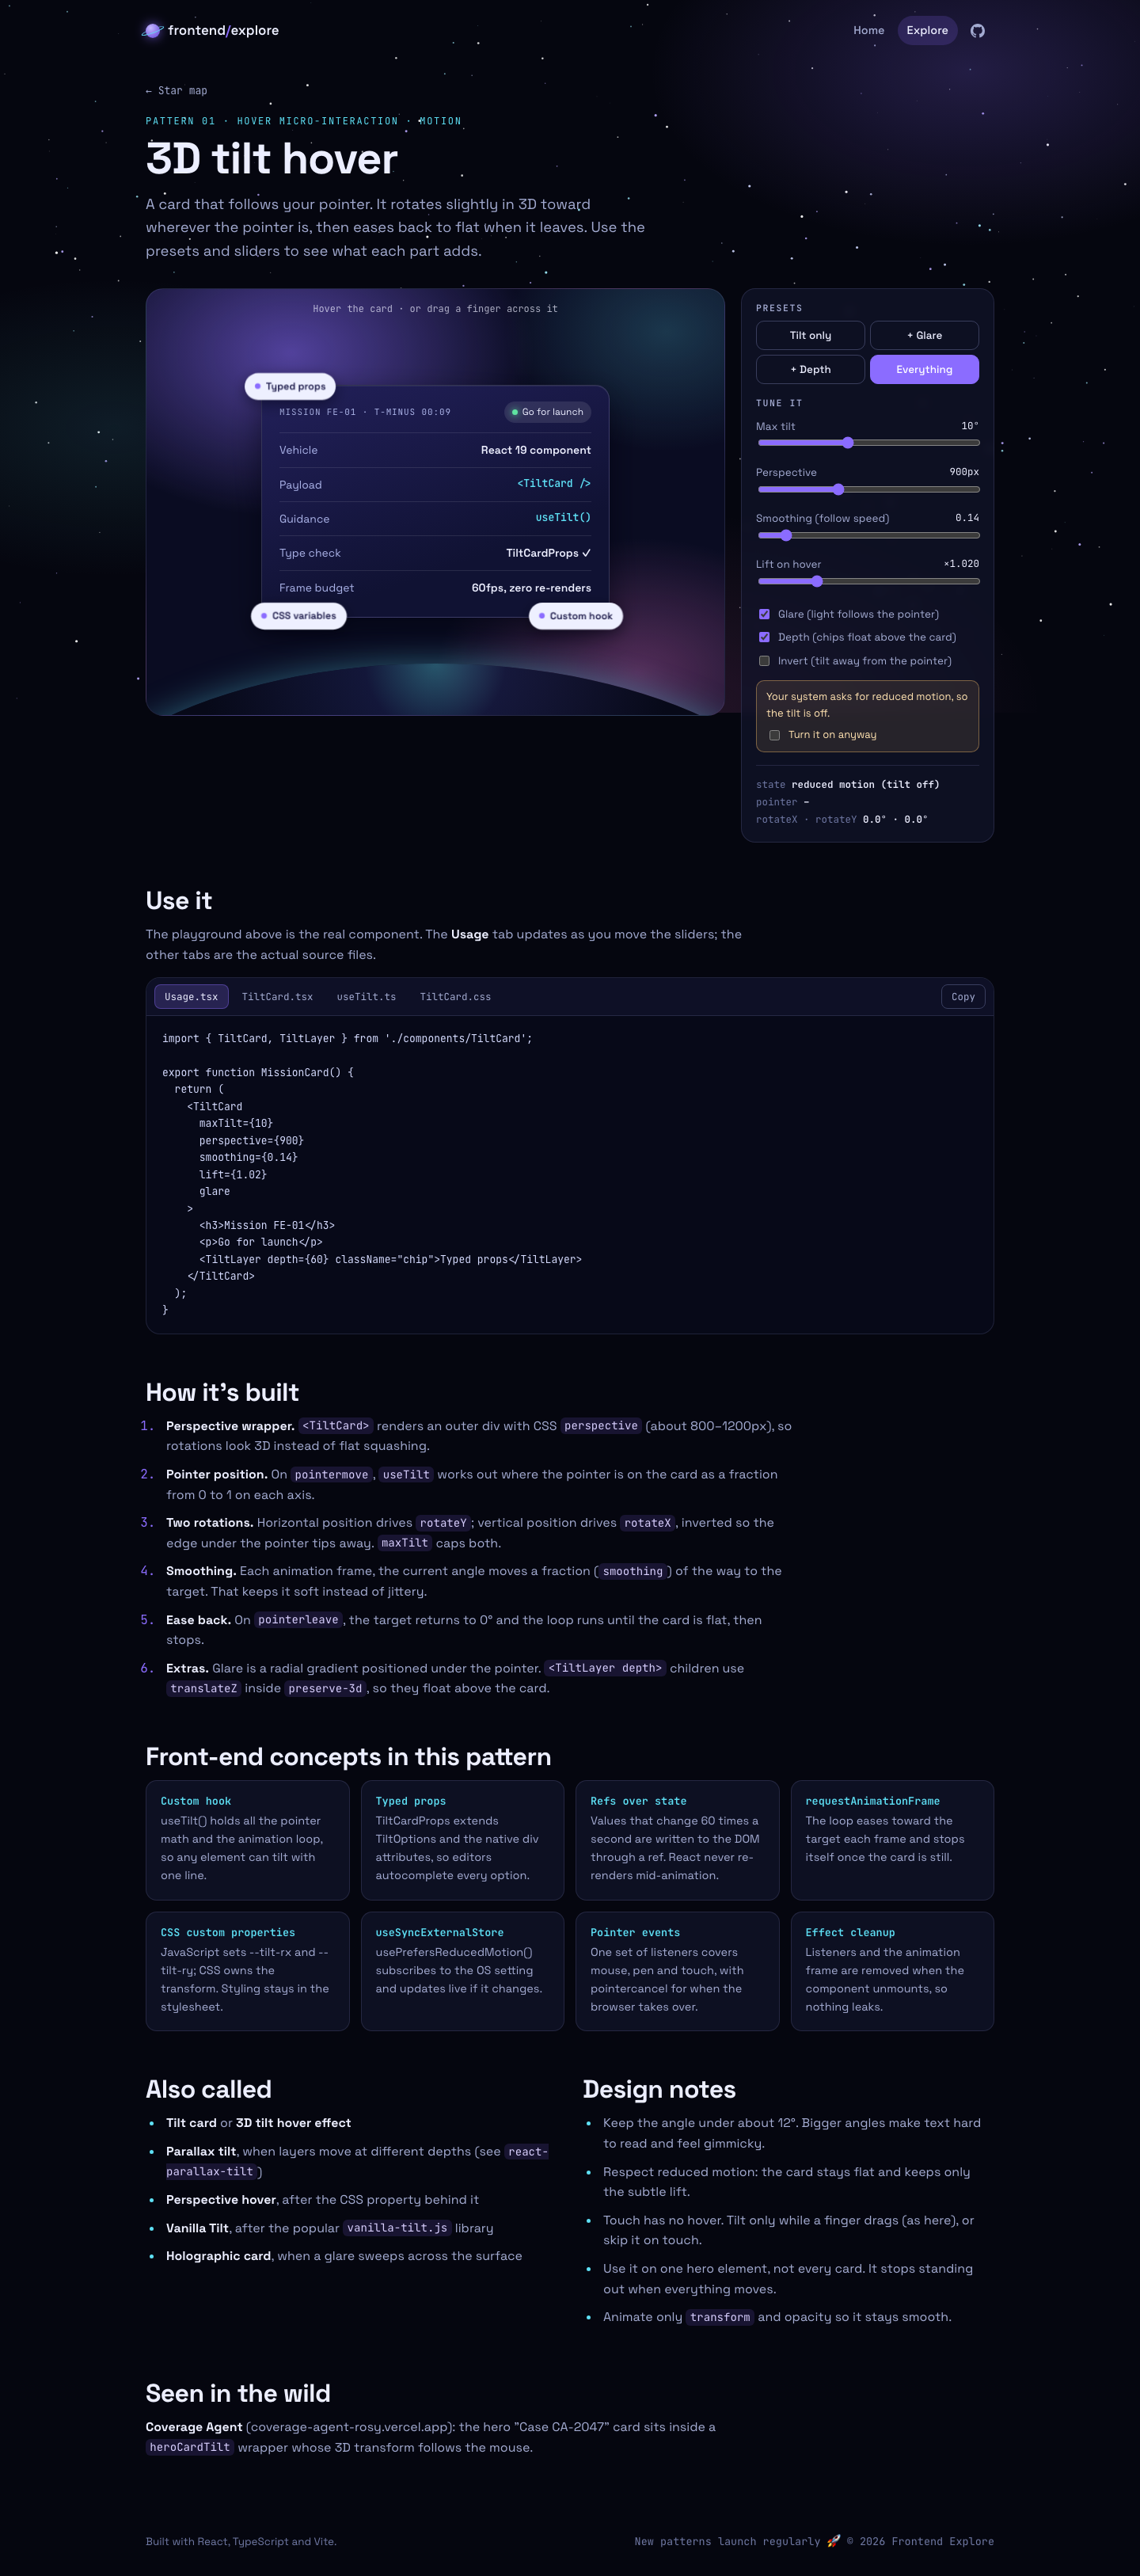 frontend/explore
Home
Explore
← Star map
PATTERN 01 · HOVER MICRO-INTERACTION · MOTION
3D tilt hover
A card that follows your pointer. It rotates slightly in 3D toward
wherever the pointer is, then eases back to flat when it leaves. Use the
presets and sliders to see what each part adds.
Hover the card · or drag a finger across it
Typed props
MISSION FE-01 · T-MINUS 00:09
Go for launch
Vehicle
React 19 component
Payload
<TiltCard />
Guidance
useTilt()
Type check
TiltCardProps ✓
Frame budget
60fps, zero re-renders
CSS variables
Custom hook
PRESETS
Tilt only
+ Glare
+ Depth
Everything
TUNE IT
Max tilt
10°
Perspective
900px
Smoothing (follow speed)
0.14
Lift on hover
×1.020
Glare (light follows the pointer)
Depth (chips float above the card)
Invert (tilt away from the pointer)
Your system asks for reduced motion, so
the tilt is off.
Turn it on anyway
state reduced motion (tilt off)
pointer –
rotateX · rotateY 0.0° · 0.0°
Use it
The playground above is the real component. The Usage tab updates as you move the sliders; the
other tabs are the actual source files.
Usage.tsx
TiltCard.tsx
useTilt.ts
TiltCard.css
Copy
import { TiltCard, TiltLayer } from './components/TiltCard';
export function MissionCard() {
return (
<TiltCard
maxTilt={10}
perspective={900}
smoothing={0.14}
lift={1.02}
glare
>
<h3>Mission FE-01</h3>
<p>Go for launch</p>
<TiltLayer depth={60} className="chip">Typed props</TiltLayer>
</TiltCard>
);
}
How it's built
1. Perspective wrapper. <TiltCard> renders an outer div with CSS perspective (about 800–1200px), so
rotations look 3D instead of flat squashing.
2. Pointer position. On pointermove, useTilt works out where the pointer is on the card as a fraction
from 0 to 1 on each axis.
3. Two rotations. Horizontal position drives rotateY; vertical position drives rotateX, inverted so the
edge under the pointer tips away. maxTilt caps both.
4. Smoothing. Each animation frame, the current angle moves a fraction (smoothing) of the way to the
target. That keeps it soft instead of jittery.
5. Ease back. On pointerleave, the target returns to 0° and the loop runs until the card is flat, then
stops.
6. Extras. Glare is a radial gradient positioned under the pointer. <TiltLayer depth> children use
translateZ inside preserve-3d, so they float above the card.
Front-end concepts in this pattern
Custom hook
useTilt() holds all the pointer
math and the animation loop,
so any element can tilt with
one line.
Typed props
TiltCardProps extends
TiltOptions and the native div
attributes, so editors
autocomplete every option.
Refs over state
Values that change 60 times a
second are written to the DOM
through a ref. React never re-
renders mid-animation.
requestAnimationFrame
The loop eases toward the
target each frame and stops
itself once the card is still.
CSS custom properties
JavaScript sets --tilt-rx and --
tilt-ry; CSS owns the
transform. Styling stays in the
stylesheet.
useSyncExternalStore
usePrefersReducedMotion()
subscribes to the OS setting
and updates live if it changes.
Pointer events
One set of listeners covers
mouse, pen and touch, with
pointercancel for when the
browser takes over.
Effect cleanup
Listeners and the animation
frame are removed when the
component unmounts, so
nothing leaks.
Also called
Tilt card or 3D tilt hover effect
Parallax tilt, when layers move at different depths (see react-
parallax-tilt)
Perspective hover, after the CSS property behind it
Vanilla Tilt, after the popular vanilla-tilt.js library
Holographic card, when a glare sweeps across the surface
Design notes
Keep the angle under about 12°. Bigger angles make text hard
to read and feel gimmicky.
Respect reduced motion: the card stays flat and keeps only
the subtle lift.
Touch has no hover. Tilt only while a finger drags (as here), or
skip it on touch.
Use it on one hero element, not every card. It stops standing
out when everything moves.
Animate only transform and opacity so it stays smooth.
Seen in the wild
Coverage Agent (coverage-agent-rosy.vercel.app): the hero "Case CA-2047" card sits inside a
heroCardTilt wrapper whose 3D transform follows the mouse.
Built with React, TypeScript and Vite.
New patterns launch regularly 🚀 © 2026 Frontend Explore